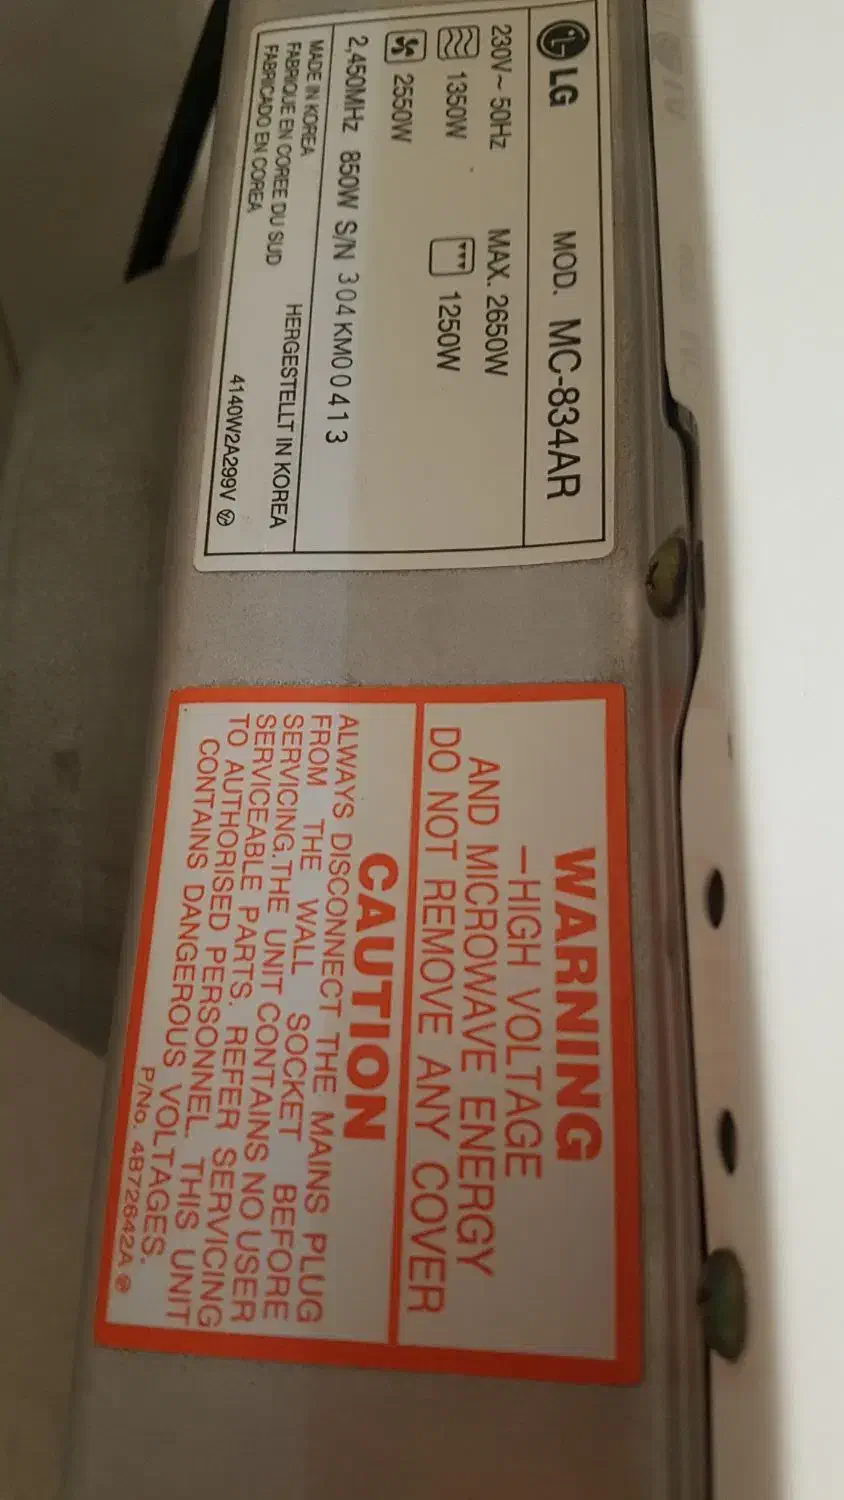 LG MOD. MC-834AR
230V~ 50Hz MAX. 2650W
1350W 1250W
2550W
2,450MHz 850W S/N 304KM00413
MADE IN KOREA
FABRIQUE EN COREE DU SUD HERGESTELLT IN KOREA
FABRICADO EN COREA 4140W2A299V
WARNING
–HIGH VOLTAGE
AND MICROWAVE ENERGY
DO NOT REMOVE ANY COVER
CAUTION
ALWAYS DISCONNECT THE MAINS PLUG
FROM THE WALL SOCKET BEFORE
SERVICING.THE UNIT CONTAINS NO USER
SERVICEABLE PARTS. REFER SERVICING
TO AUTHORISED PERSONNEL. THIS UNIT
CONTAINS DANGEROUS VOLTAGES.
P/No. 4B72642A